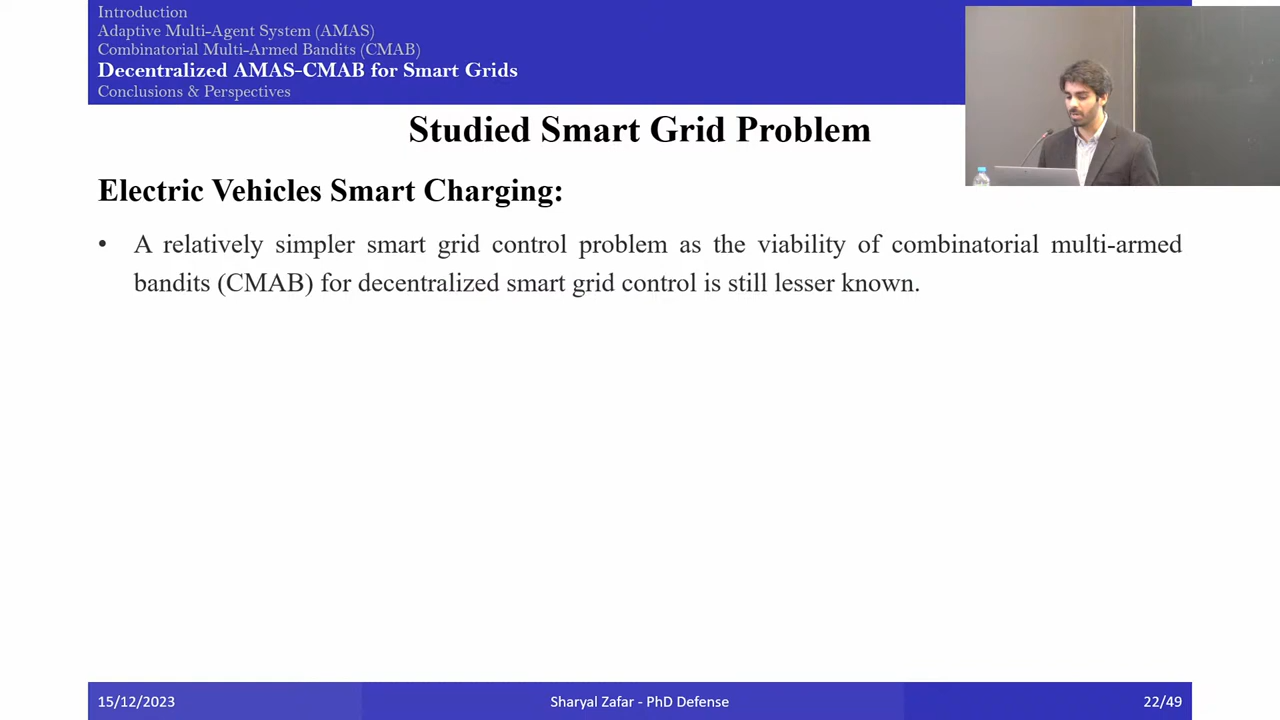 Introduction
Adaptive Multi-Agent System (AMAS)
Combinatorial Multi-Armed Bandits (CMAB)
Decentralized AMAS-CMAB for Smart Grids
Conclusions & Perspectives
Studied Smart Grid Problem
Electric Vehicles Smart Charging:
• A relatively simpler smart grid control problem as the viability of combinatorial multi-armed
bandits (CMAB) for decentralized smart grid control is still lesser known.
15/12/2023
Sharyal Zafar - PhD Defense
22/49